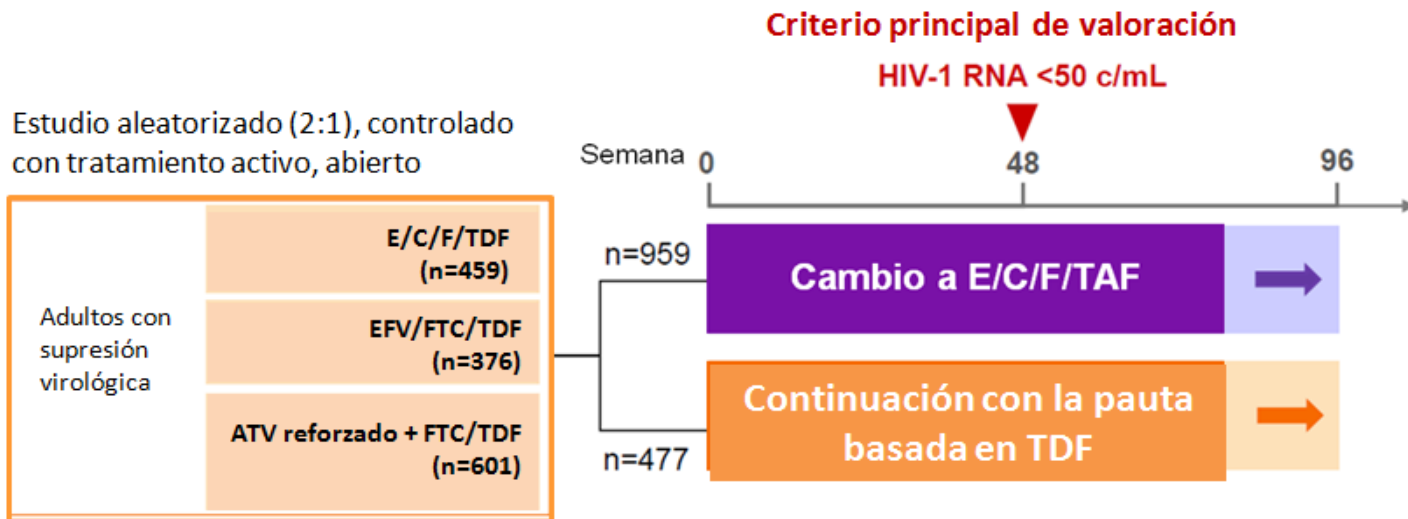 Criterio principal de valoración
HIV-1 RNA <50 c/mL
Estudio aleatorizado (2:1), controlado
con tratamiento activo, abierto
Semana 0 48 96
Adultos con
supresión
virológica
E/C/F/TDF
(n=459)
EFV/FTC/TDF
(n=376)
ATV reforzado + FTC/TDF
(n=601)
n=959
Cambio a E/C/F/TAF
n=477
Continuación con la pauta
basada en TDF